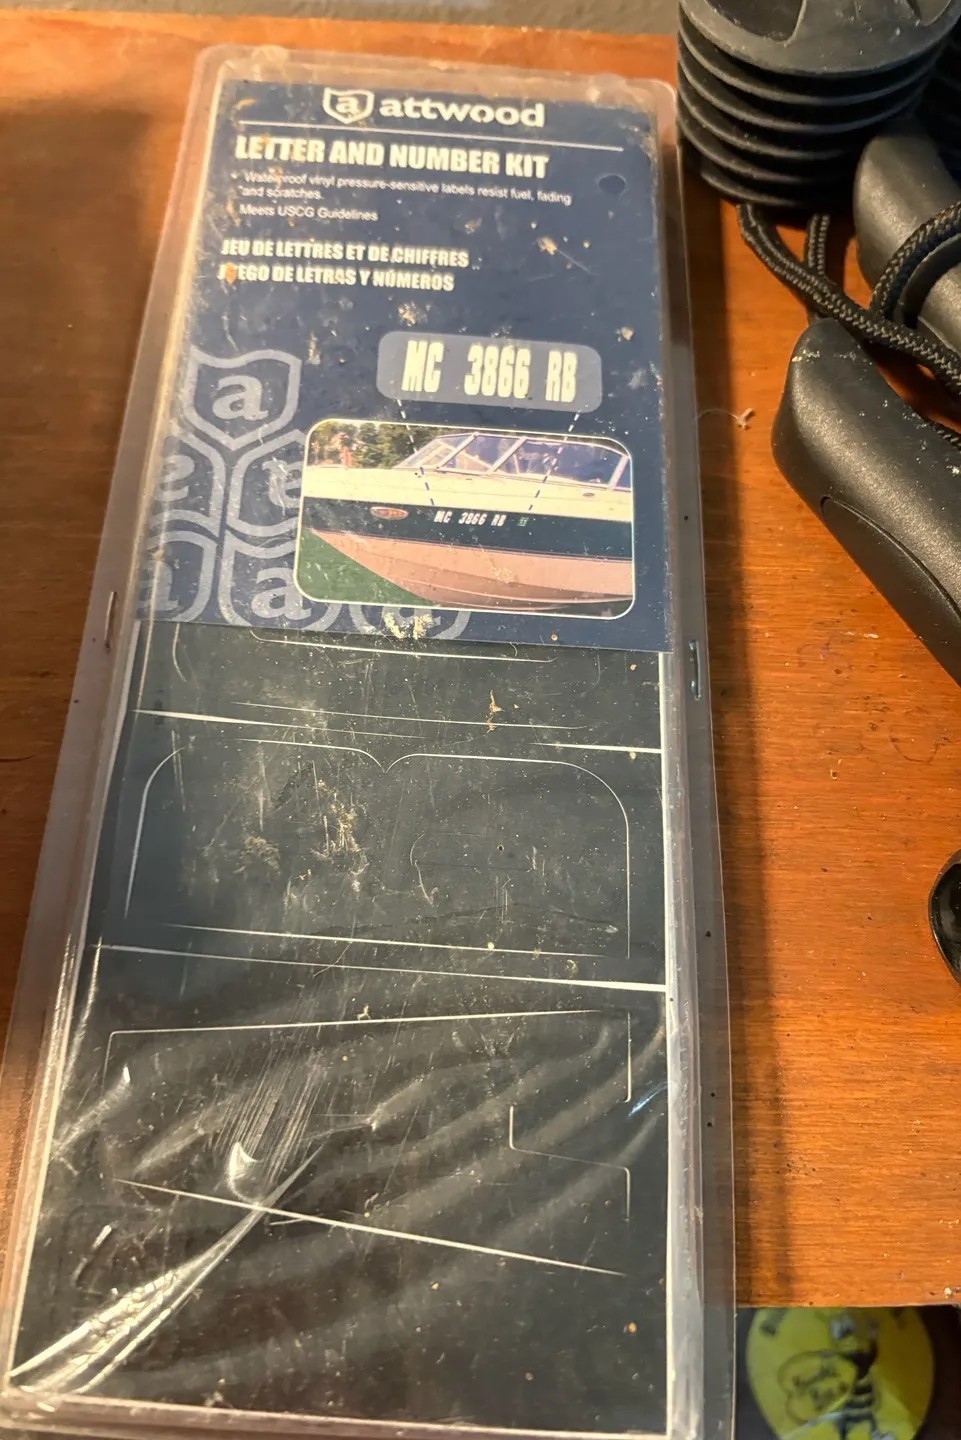 a attwood
LETTER AND NUMBER KIT
• Waterproof vinyl pressure-sensitive labels resist fuel, fading
and scratches.
Meets USCG Guidelines
JEU DE LETTRES ET DE CHIFFRES
JUEGO DE LETRAS Y NÚMEROS
MC 3866 RB
a
MC 3866 RB
a